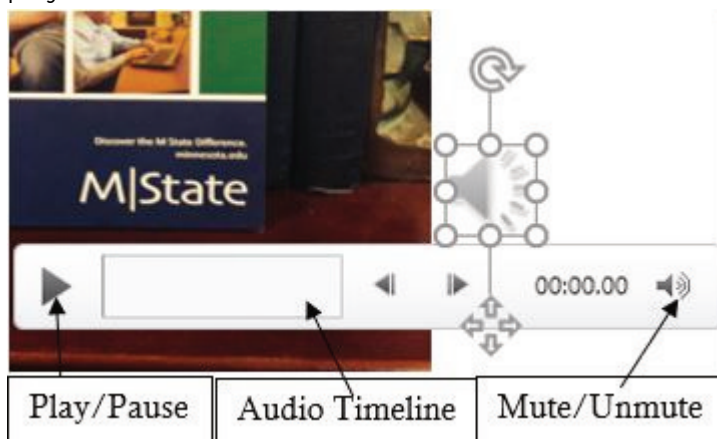 Discover the M State Difference.
minnesota.edu
M|State
00:00.00
Play/Pause
Audio Timeline
Mute/Unmute